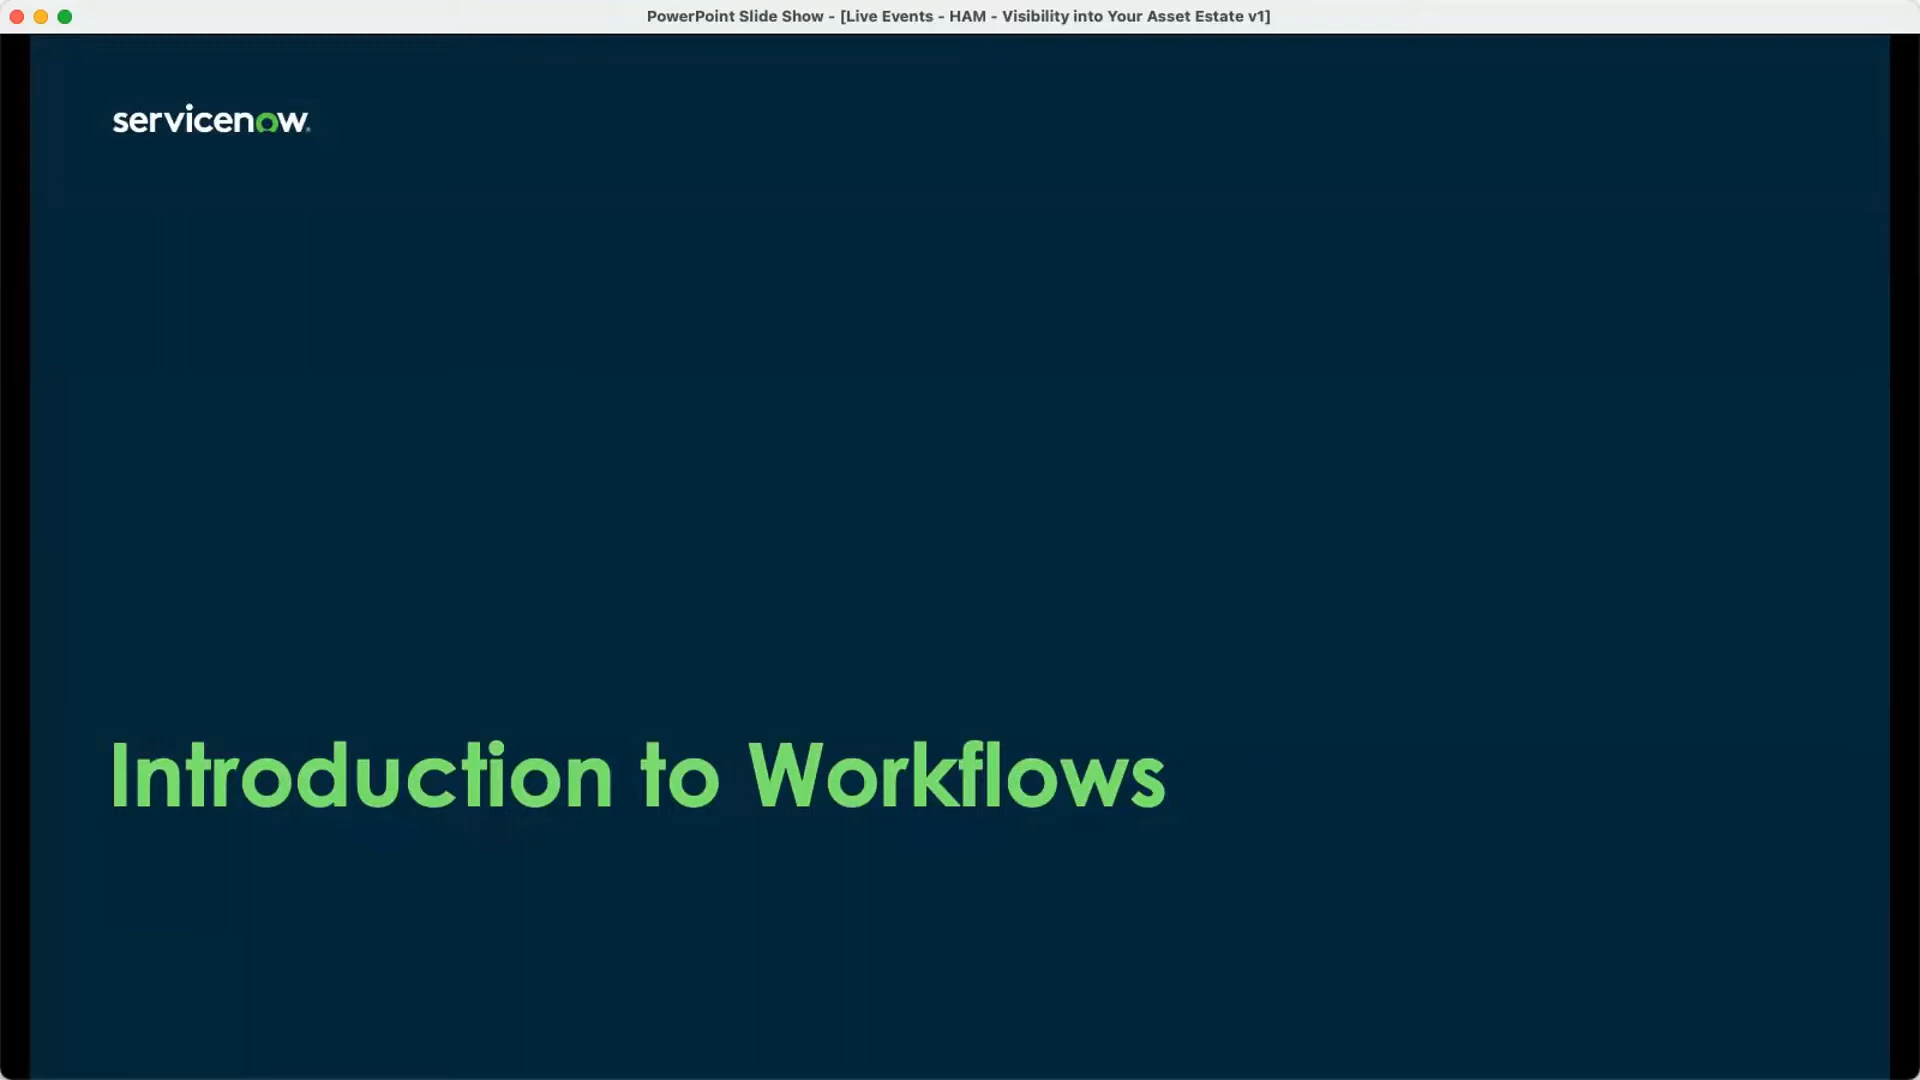 PowerPoint Slide Show - [Live Events - HAM - Visibility into Your Asset Estate v1]
servicenow.
Introduction to Workflows